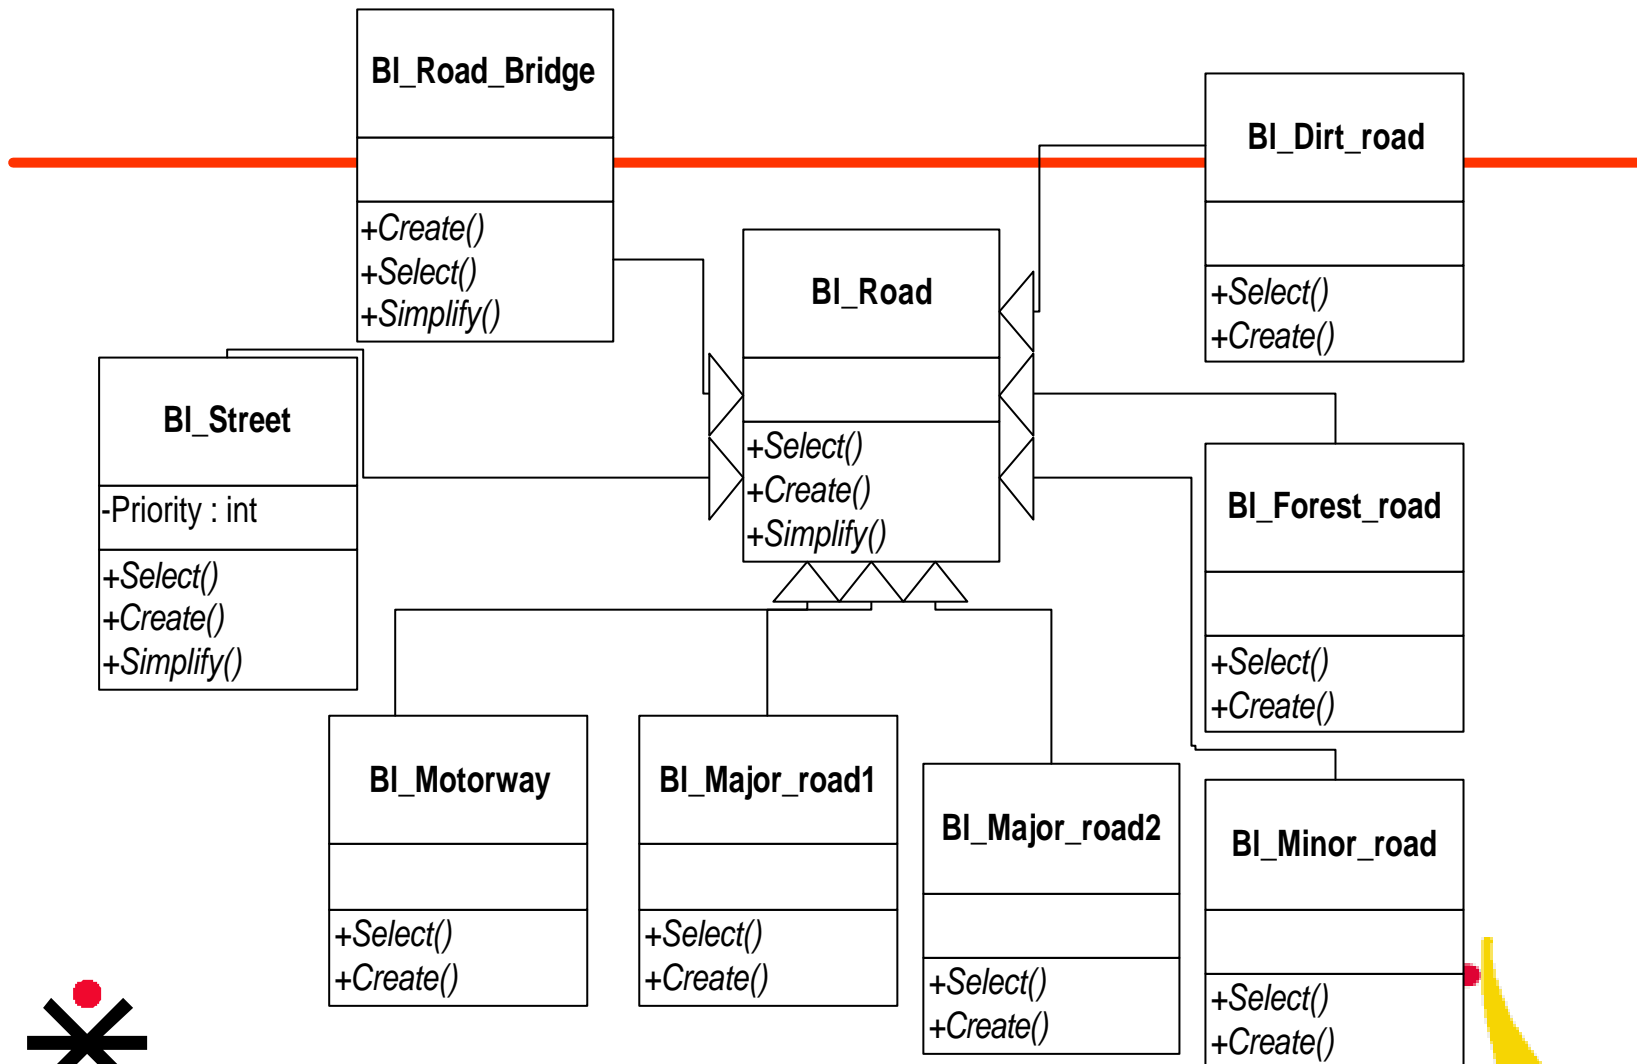 BI_Road_Bridge
+Create()
+Select()
+Simplify()
BI_Dirt_road
+Select()
+Create()
BI_Road
+Select()
+Create()
+Simplify()
BI_Street
-Priority : int
+Select()
+Create()
+Simplify()
BI_Forest_road
+Select()
+Create()
BI_Motorway
+Select()
+Create()
BI_Major_road1
+Select()
+Create()
BI_Major_road2
+Select()
+Create()
BI_Minor_road
+Select()
+Create()